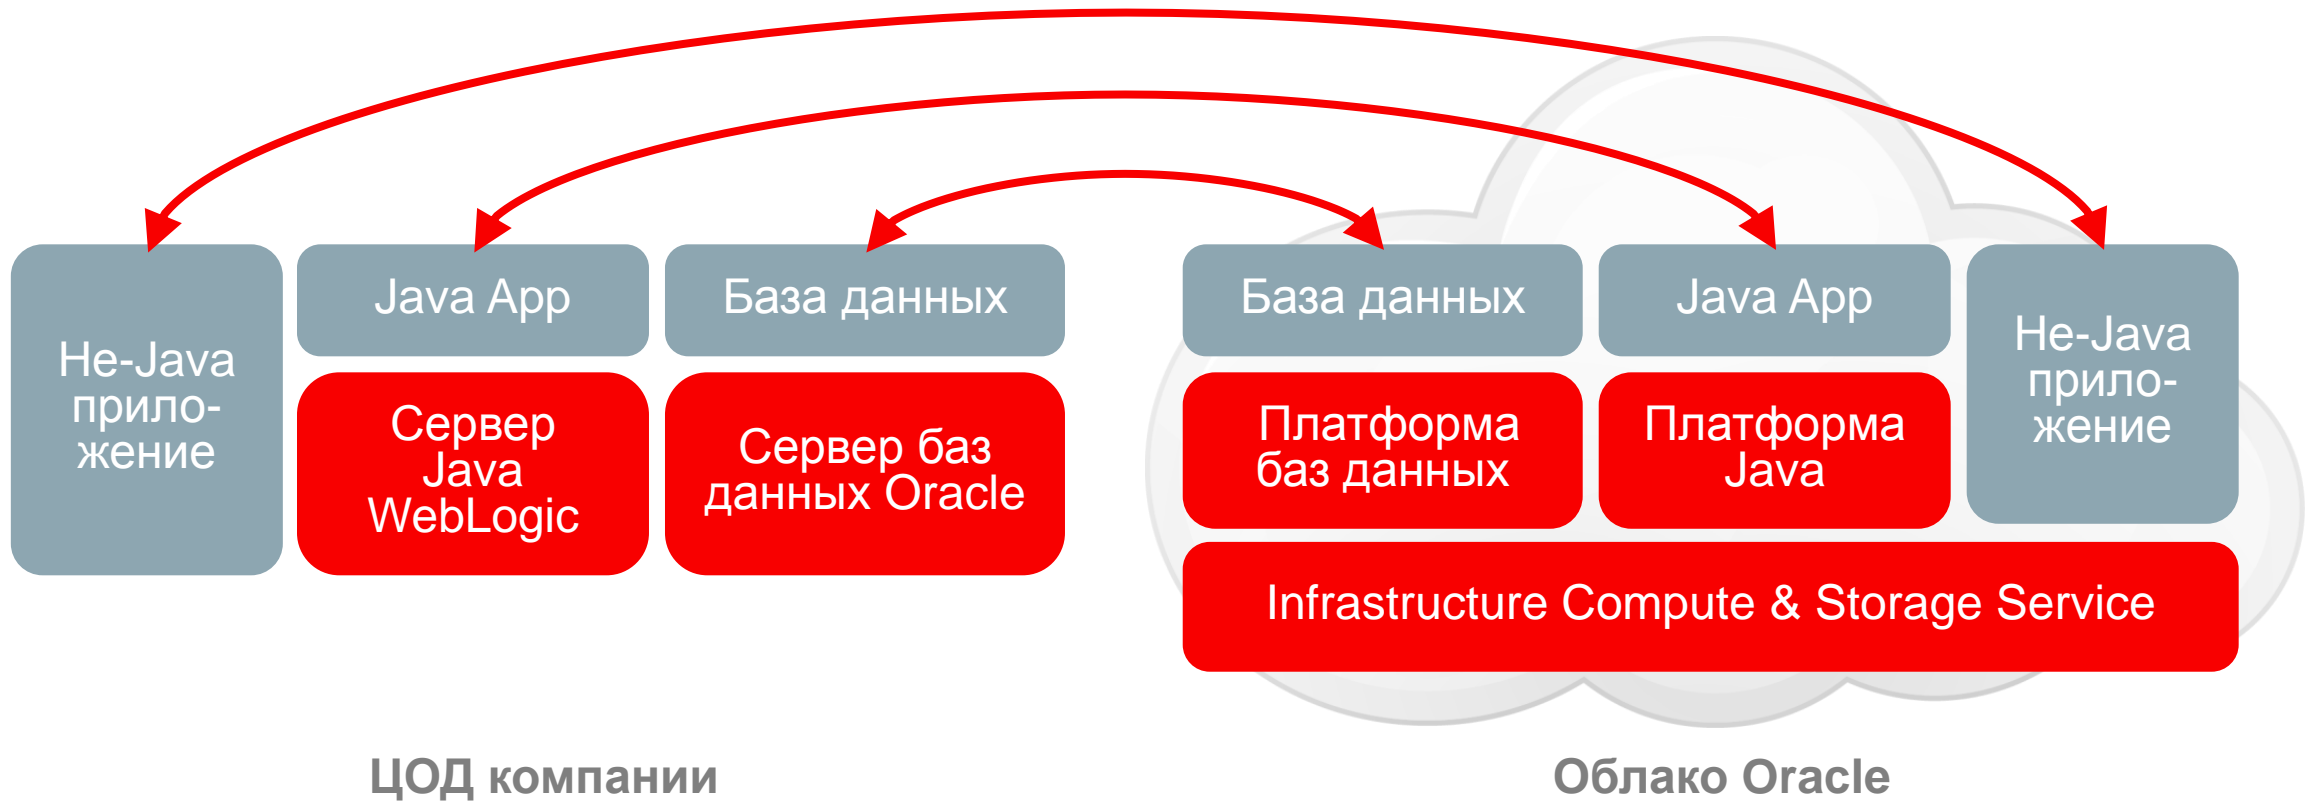 Не-Java
прило-
жение
Java App
Сервер
Java
WebLogic
База данных
Сервер баз
данных Oracle
База данных
Платформа
баз данных
Java App
Платформа
Java
Не-Java
прило-
жение
Infrastructure Compute & Storage Service
ЦОД компании
Облако Oracle